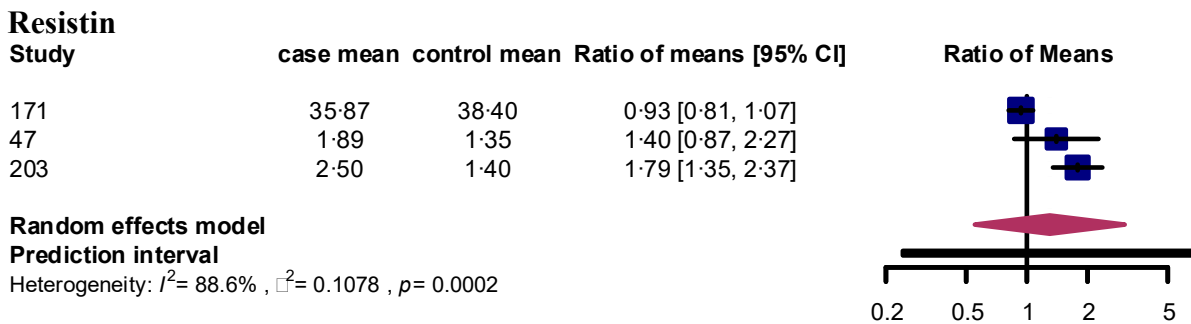 Resistin
Study case mean control mean Ratio of means [95% CI] Ratio of Means
171 35·87 38·40 0·93 [0·81, 1·07]
47 1·89 1·35 1·40 [0·87, 2·27]
203 2·50 1·40 1·79 [1·35, 2·37]
Random effects model
Prediction interval
Heterogeneity: I²= 88.6% , □²= 0.1078 , p= 0.0002
0.2 0.5 1 2 5